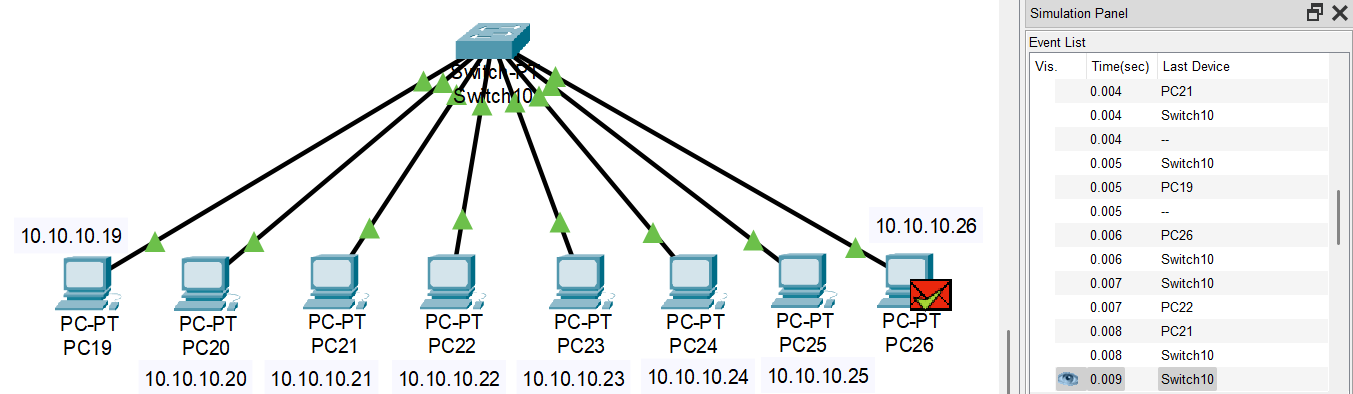 Simulation Panel
Event List
Vis. Time(sec) Last Device
0.004 PC21
0.004 Switch10
0.004 --
0.005 Switch10
0.005 PC19
0.005 --
0.006 PC26
0.006 Switch10
0.007 Switch10
0.007 PC22
0.008 PC21
0.008 Switch10
0.009 Switch10
Switch-PT
Switch10
10.10.10.19
10.10.10.26
PC-PT PC-PT PC-PT PC-PT PC-PT PC-PT PC-PT PC-PT
PC19 PC20 PC21 PC22 PC23 PC24 PC25 PC26
10.10.10.20 10.10.10.21 10.10.10.22 10.10.10.23 10.10.10.24 10.10.10.25